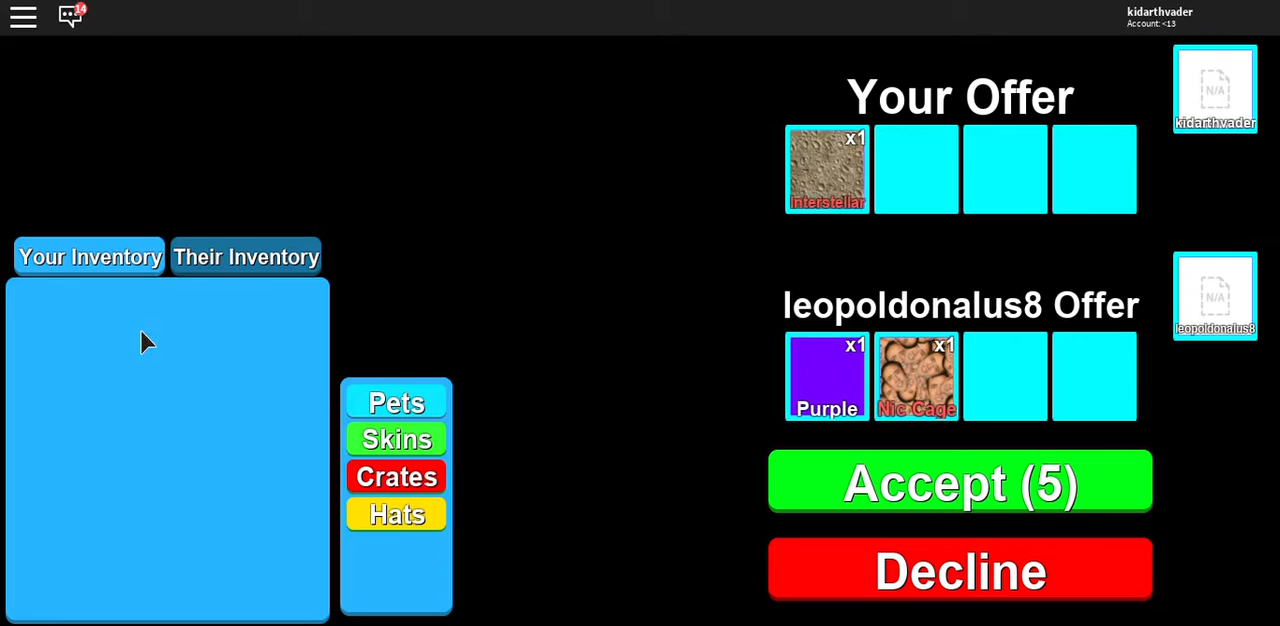 14
kidarthvader
Account: <13
Your Offer
N/A
kidarthvader
x1
Interstellar
Your Inventory
Their Inventory
leopoldonalus8 Offer
N/A
leopoldonalus8
x1
Purple
x1
Nic Cage
Pets
Skins
Crates
Hats
Accept (5)
Decline